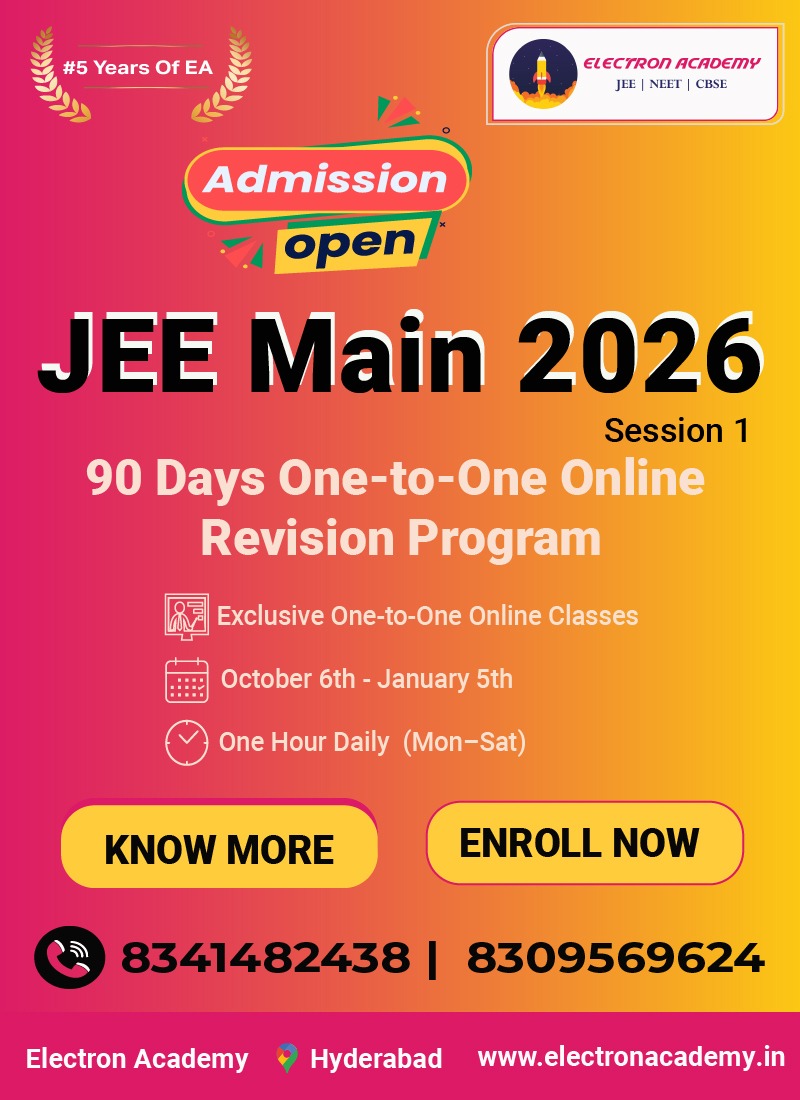 #5 Years Of EA
ELECTRON ACADEMY
JEE | NEET | CBSE
Admission
open
JEE Main 2026
Session 1
90 Days One-to-One Online
Revision Program
Exclusive One-to-One Online Classes
October 6th - January 5th
One Hour Daily (Mon–Sat)
KNOW MORE
ENROLL NOW
8341482438 | 8309569624
Electron Academy Hyderabad www.electronacademy.in